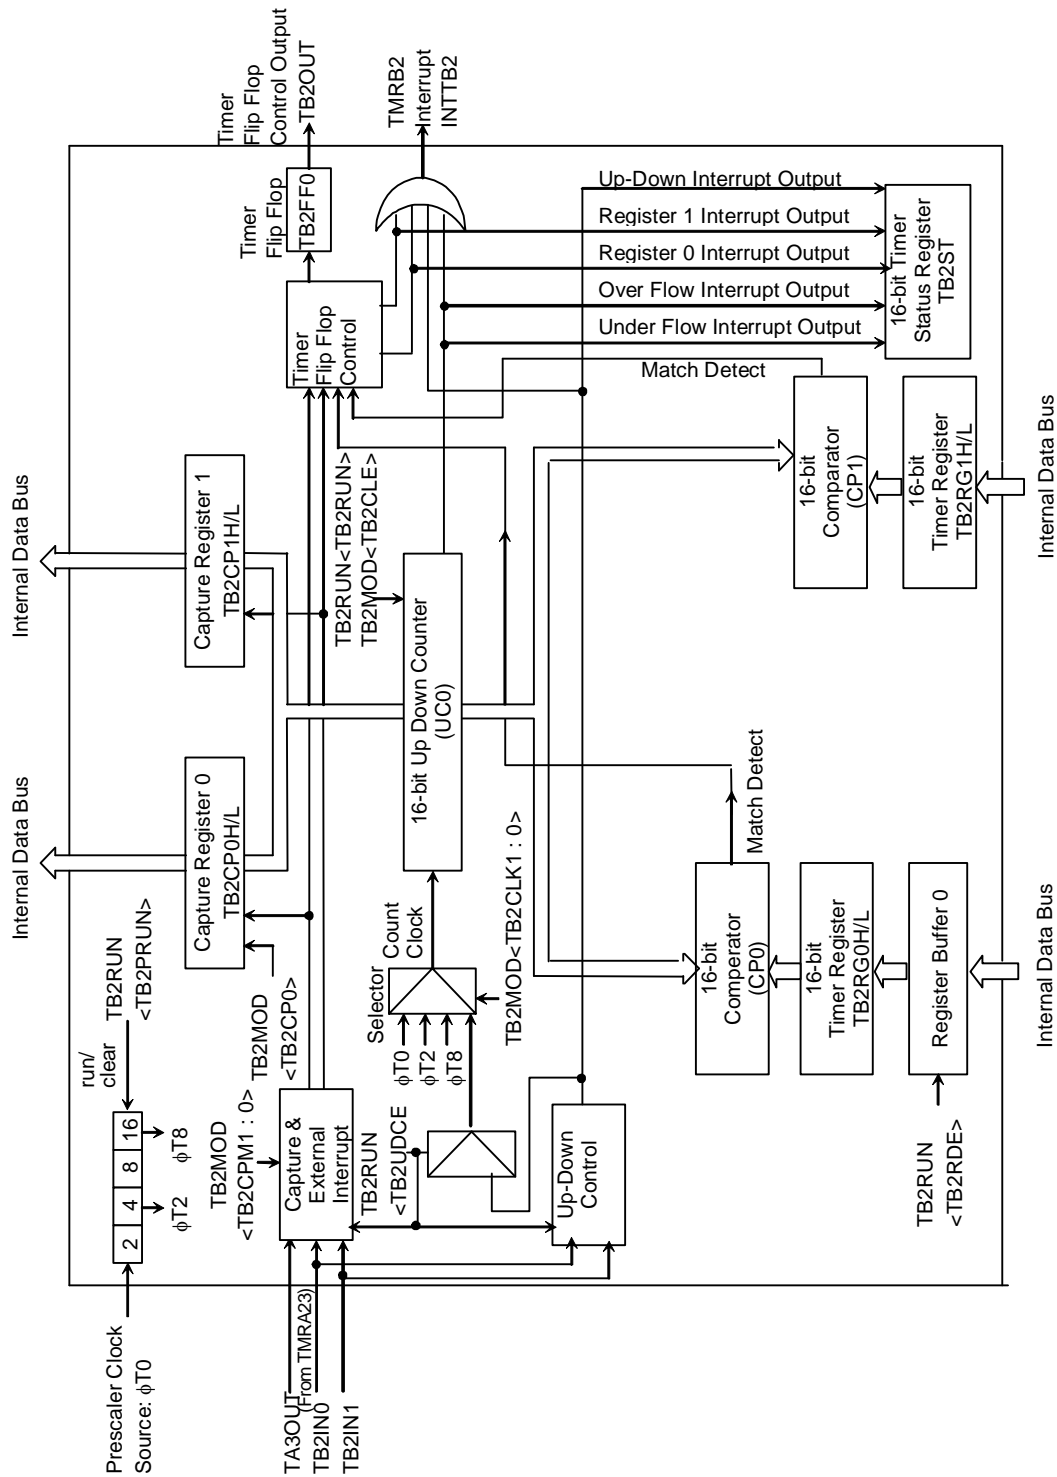 Prescaler Clock
Source: ϕT0
2
4
8
16
run/
clear
TB2RUN
<TB2PRUN>
ϕT2
ϕT8
Internal Data Bus
Internal Data Bus
Capture Register 0
TB2CP0H/L
Capture Register 1
TB2CP1H/L
TB2MOD
<TB2CPM1 : 0>
TB2MOD
<TB2CP0>
TA3OUT
(From TMRA23)
TB2IN0
TB2IN1
Capture &
External
Interrupt
TB2RUN
<TB2UDCE
Up-Down
Control
Selector
ϕT0
ϕT2
ϕT8
Count
Clock
TB2MOD<TB2CLK1 : 0>
16-bit Up Down Counter
(UC0)
TB2RUN<TB2RUN>
TB2MOD<TB2CLE>
Timer
Flip Flop
Control
Timer
Flip Flop
TB2FF0
Timer
Flip Flop
Control Output
TB2OUT
TMRB2
Interrupt
INTTB2
Up-Down Interrupt Output
Register 1 Interrupt Output
Register 0 Interrupt Output
Over Flow Interrupt Output
Under Flow Interrupt Output
16-bit Timer
Status Register
TB2ST
Match Detect
Match Detect
16-bit
Comperator
(CP0)
16-bit
Timer Register
TB2RG0H/L
Register Buffer 0
TB2RUN
<TB2RDE>
Internal Data Bus
16-bit
Comparator
(CP1)
16-bit
Timer Register
TB2RG1H/L
Internal Data Bus